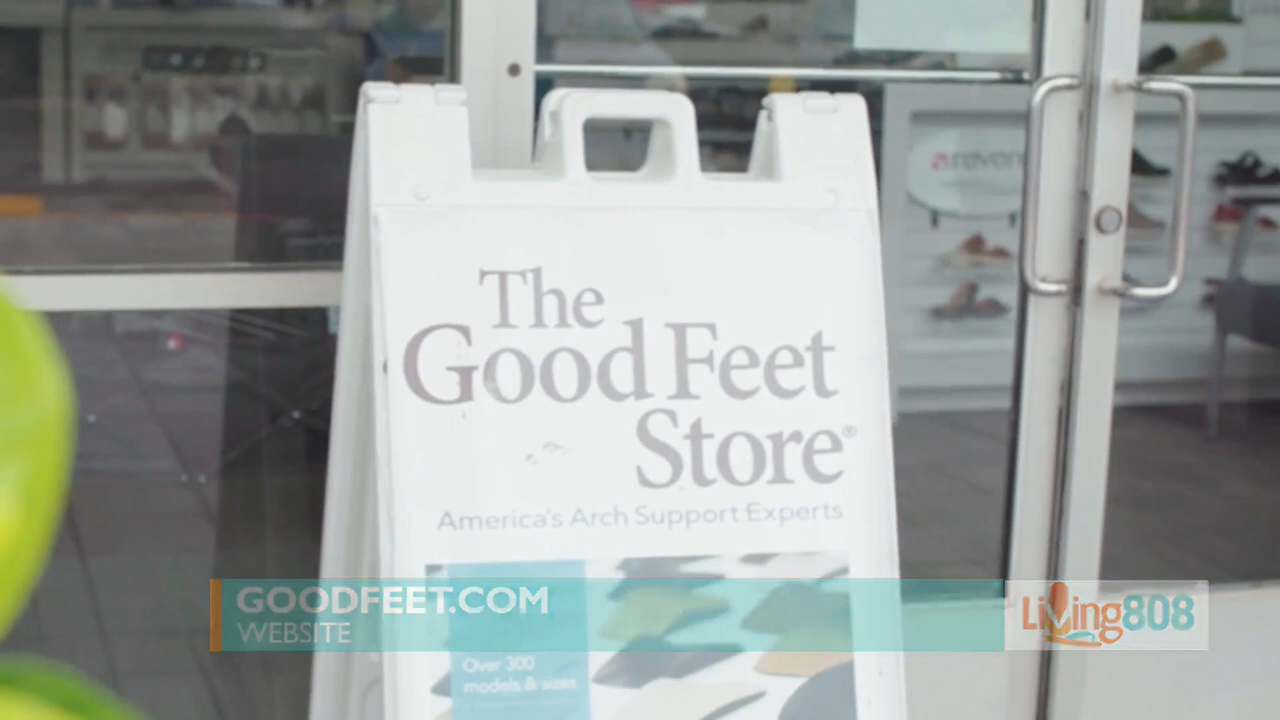 The
Good Feet
Store®
America's Arch Support Experts
GOODFEET.COM
WEBSITE
Living808
Over 300
models & sizes